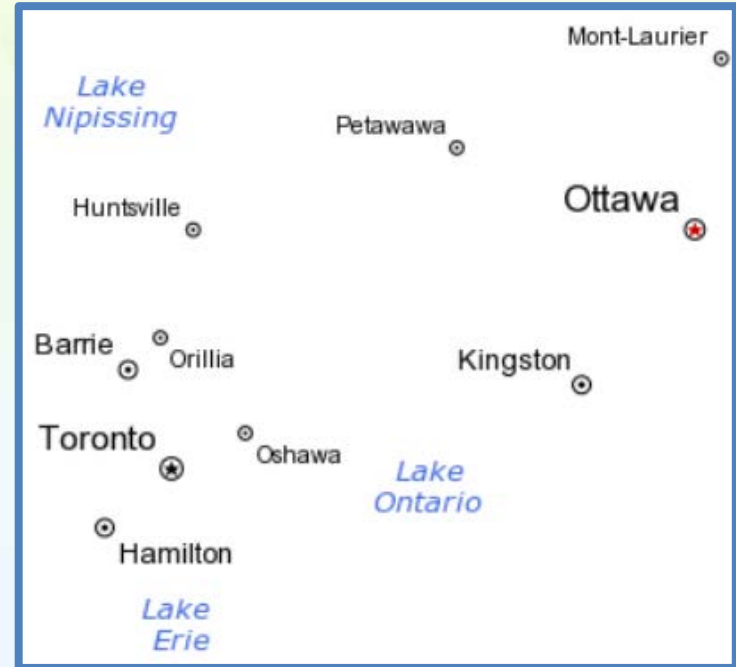 Mont-Laurier
Lake
Nipissing
Petawawa
Ottawa
Huntsville
Barrie
Orillia
Kingston
Toronto
Oshawa
Lake
Ontario
Hamilton
Lake
Erie